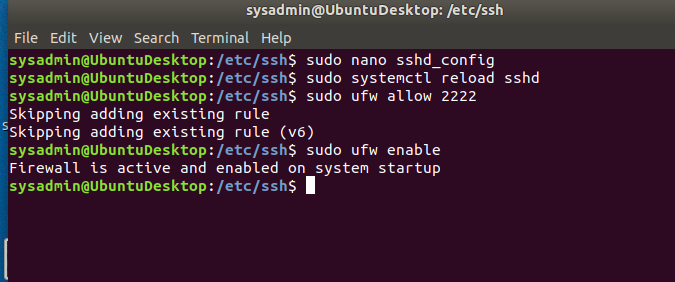 sysadmin@UbuntuDesktop: /etc/ssh
File Edit View Search Terminal Help
sysadmin@UbuntuDesktop:/etc/ssh$ sudo nano sshd_config
sysadmin@UbuntuDesktop:/etc/ssh$ sudo systemctl reload sshd
sysadmin@UbuntuDesktop:/etc/ssh$ sudo ufw allow 2222
Skipping adding existing rule
Skipping adding existing rule (v6)
sysadmin@UbuntuDesktop:/etc/ssh$ sudo ufw enable
Firewall is active and enabled on system startup
sysadmin@UbuntuDesktop:/etc/ssh$